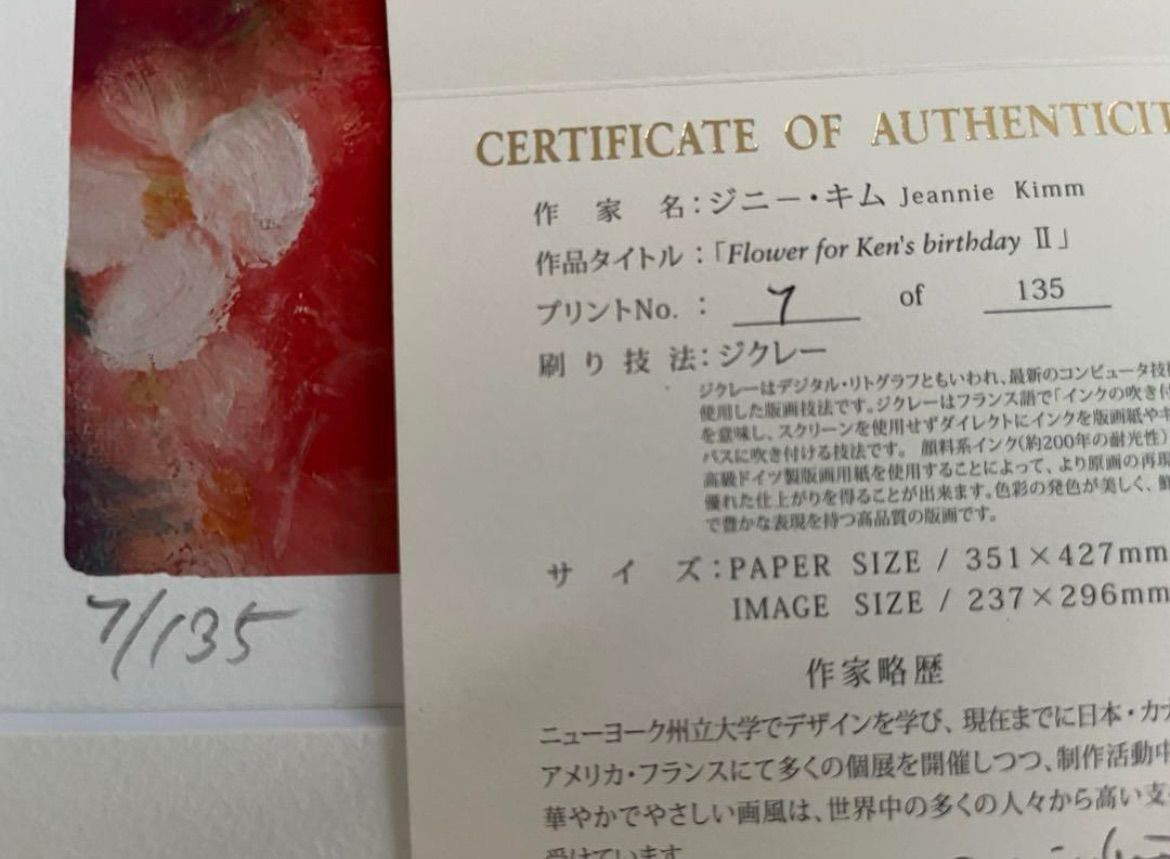 CERTIFICATE OF AUTHENTICIT
作家名：ジニー・キム Jeannie Kimm
作品タイトル：「Flower for Ken's birthday Ⅱ」
プリントNo. : 7 of 135
刷り技法：ジクレー
ジクレーはデジタル・リトグラフともいわれ、最新のコンピュータ技
使用した版画技法です。ジクレーはフランス語で「インクの吹き付
を意味し、スクリーンを使用せずダイレクトにインクを版画紙や
バスに吹き付ける技法です。 顔料系インク(約200年の耐光性)
高級ドイツ製版画用紙を使用することによって、より原画の再現
優れた仕上がりを得ることが出来ます。色彩の発色が美しく、
で豊かな表現を持つ高品質の版画です。
サイズ：PAPER SIZE / 351×427mm
IMAGE SIZE / 237×296mm
7/135
作家略歴
ニューヨーク州立大学でデザインを学び、現在までに日本・カナ
アメリカ・フランスにて多くの個展を開催しつつ、制作活動中
華やかでやさしい画風は、世界中の多くの人々から高い支
受けています